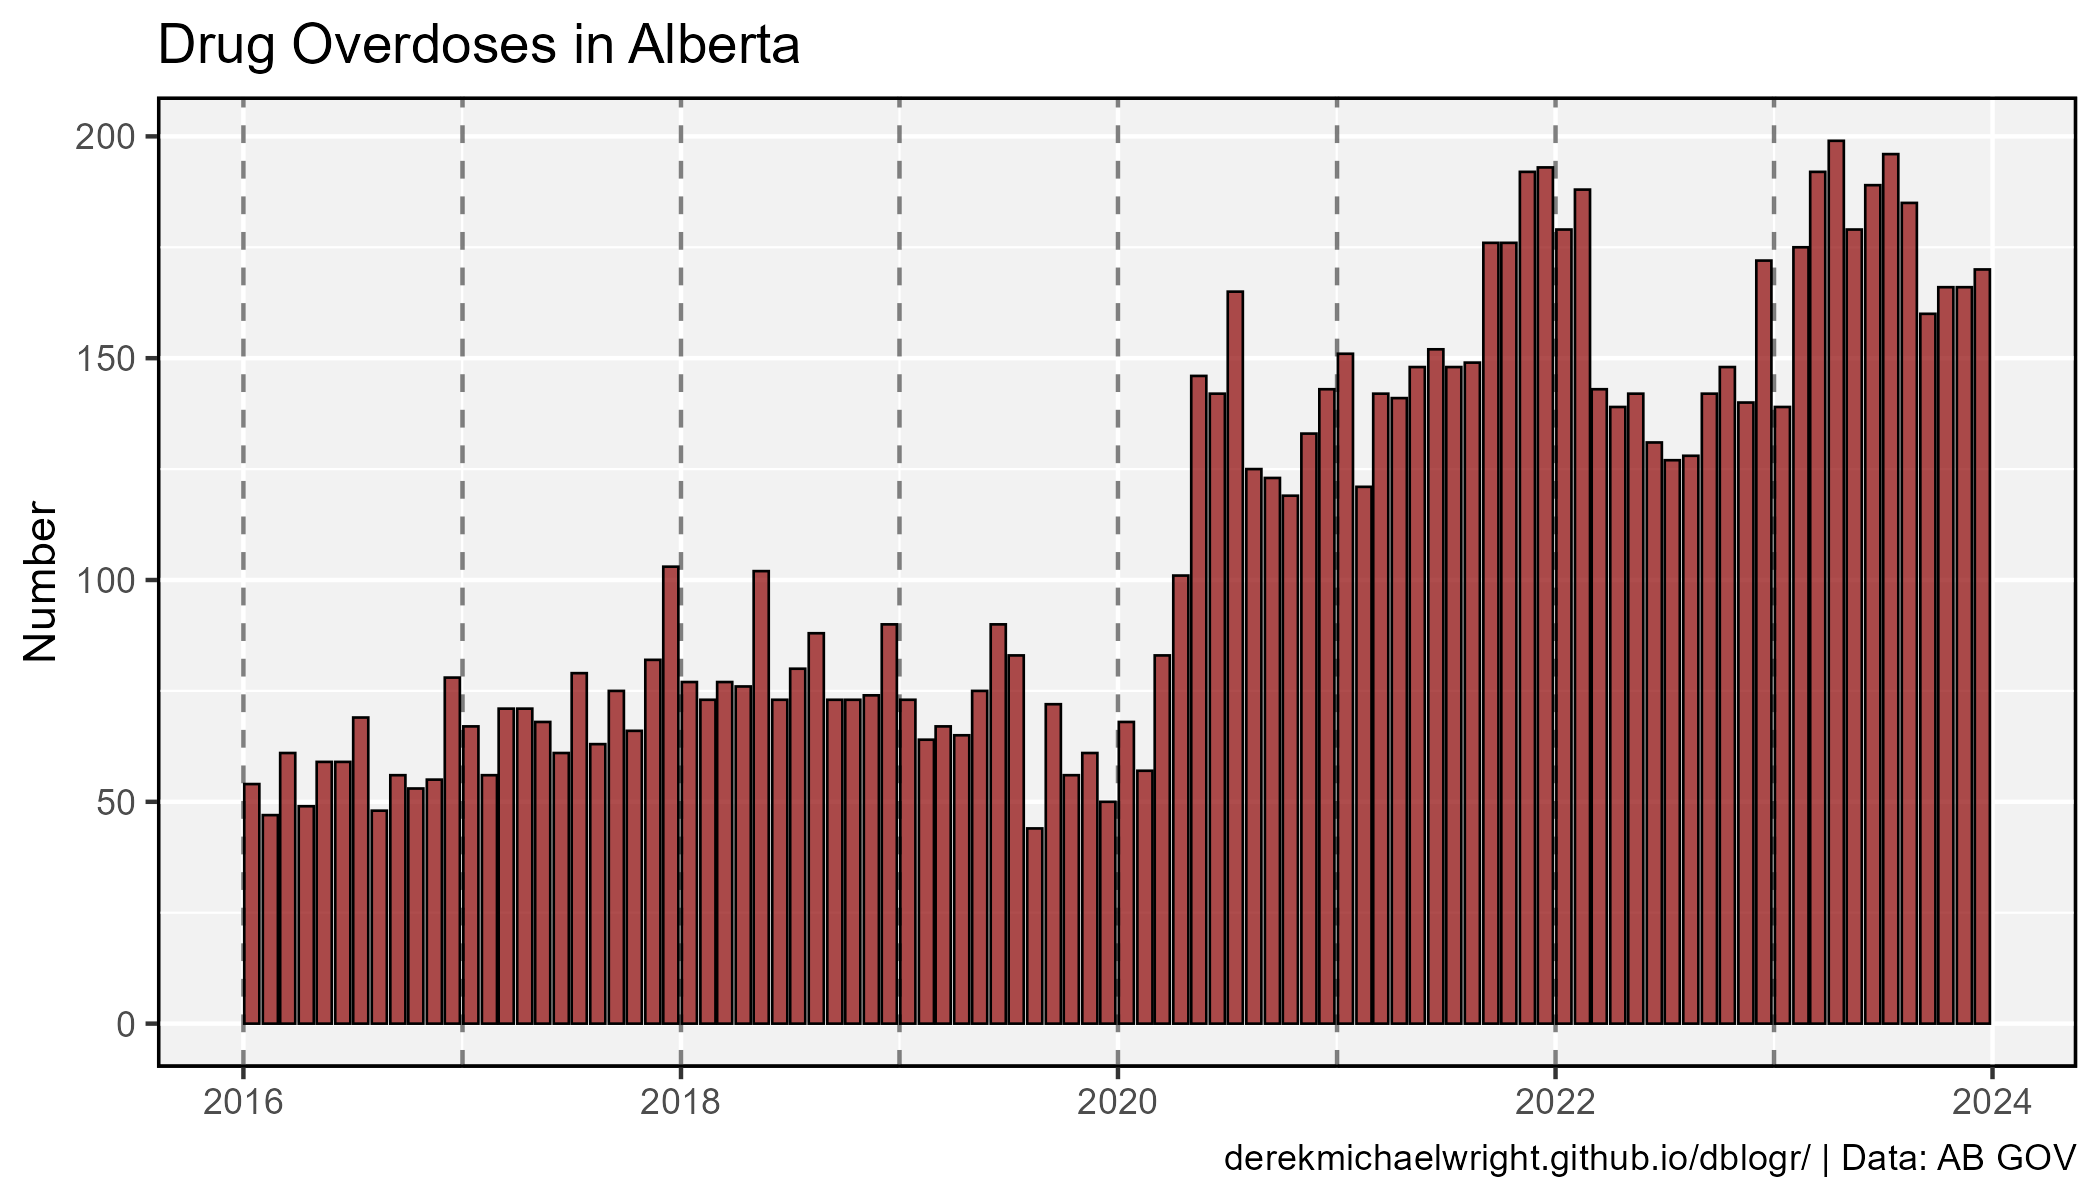 Drug Overdoses in Alberta
Number
200
150
100
50
0
2016 2018 2020 2022 2024
derekmichaelwright.github.io/dblogr/ | Data: AB GOV